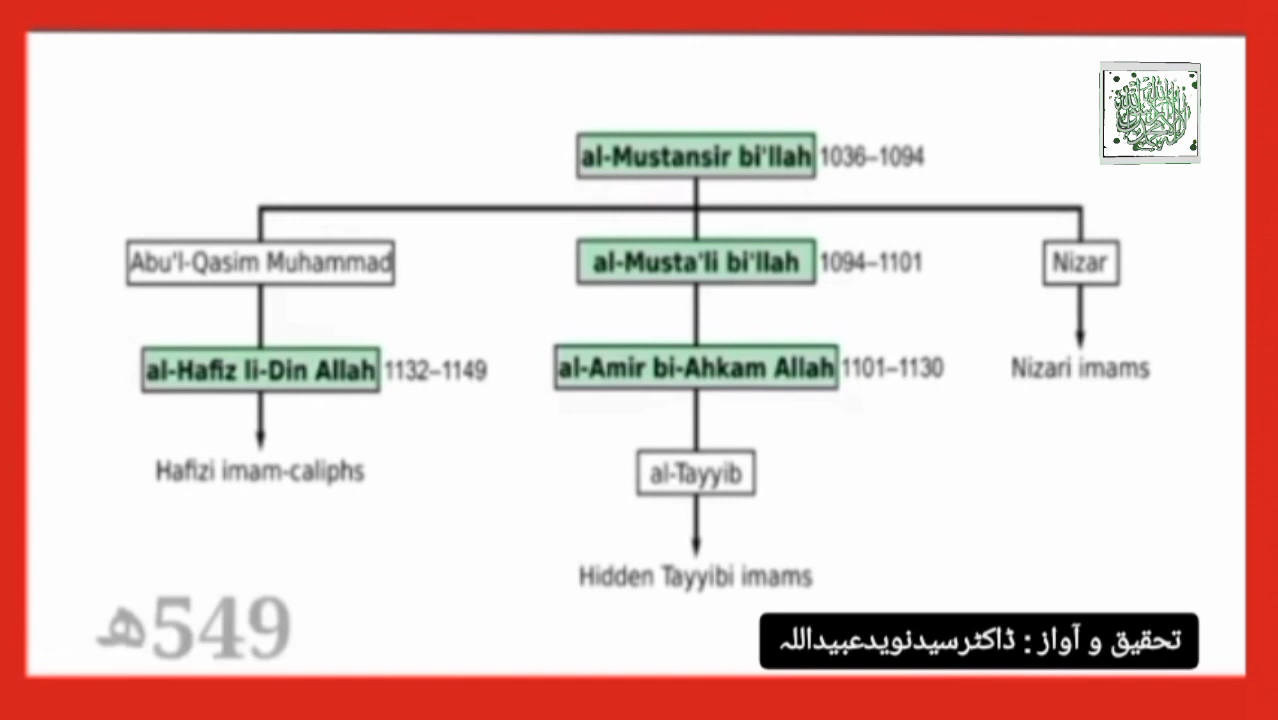 al-Mustansir bi'llah 1036–1094
Abu'l-Qasim Muhammad
al-Musta'li bi'llah 1094–1101
Nizar
al-Hafiz li-Din Allah 1132–1149
al-Amir bi-Ahkam Allah 1101–1130
Nizari imams
Hafizi imam-caliphs
al-Tayyib
Hidden Tayyibi imams
549ھ
تحقیق و آواز : ڈاکٹرسیدنویدعبیداللہ